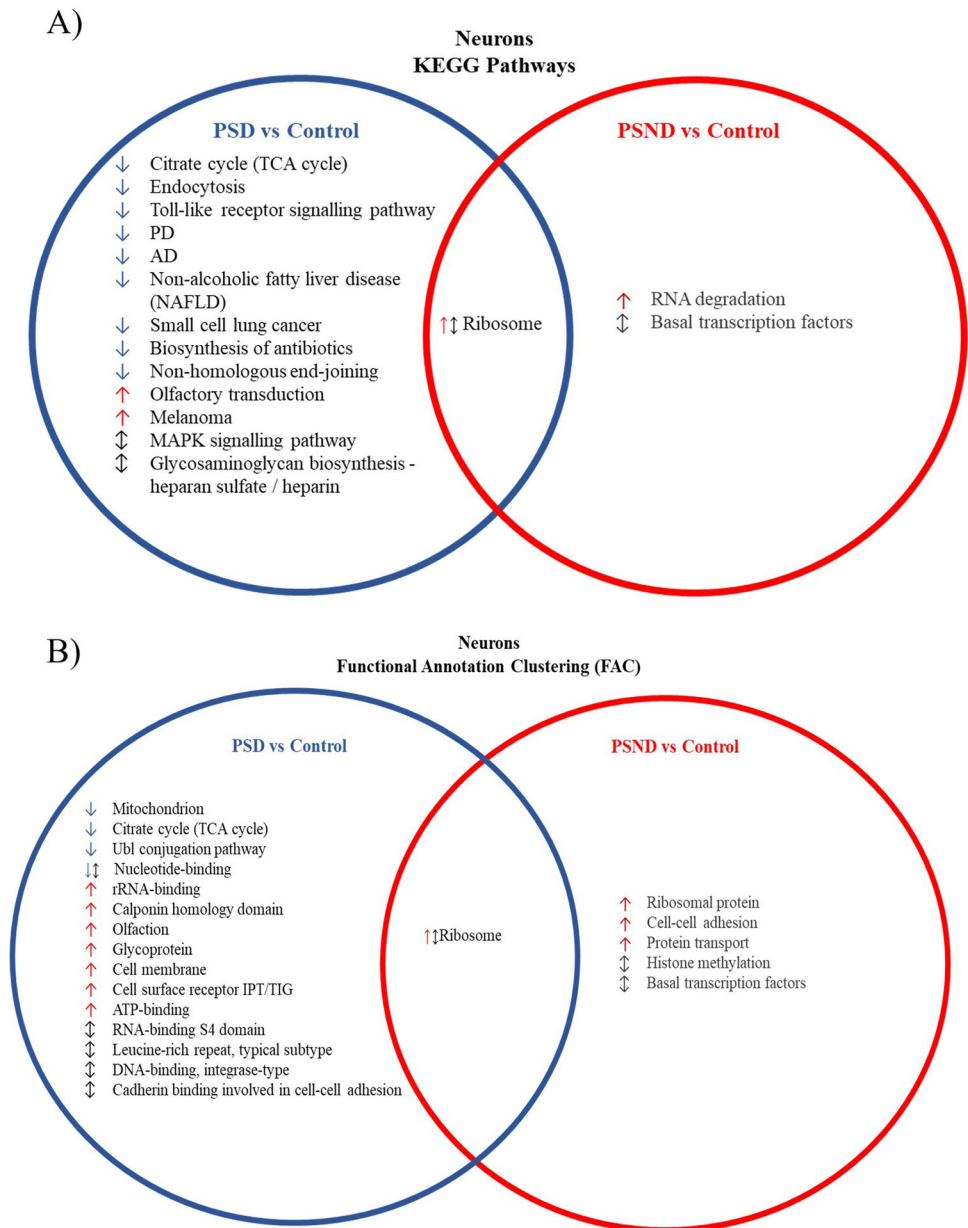 A)
Neurons
KEGG Pathways
PSD vs Control
↓ Citrate cycle (TCA cycle)
↓ Endocytosis
↓ Toll-like receptor signalling pathway
↓ PD
↓ AD
↓ Non-alcoholic fatty liver disease
(NAFLD)
↓ Small cell lung cancer
↓ Biosynthesis of antibiotics
↓ Non-homologous end-joining
↑ Olfactory transduction
↑ Melanoma
↕ MAPK signalling pathway
↕ Glycosaminoglycan biosynthesis -
heparan sulfate / heparin
↑↕ Ribosome
PSND vs Control
↑ RNA degradation
↕ Basal transcription factors
B)
Neurons
Functional Annotation Clustering (FAC)
PSD vs Control
↓ Mitochondrion
↓ Citrate cycle (TCA cycle)
↓ Ubl conjugation pathway
↓↕ Nucleotide-binding
↑ rRNA-binding
↑ Calponin homology domain
↑ Olfaction
↑ Glycoprotein
↑ Cell membrane
↑ Cell surface receptor IPT/TIG
↑ ATP-binding
↕ RNA-binding S4 domain
↕ Leucine-rich repeat, typical subtype
↕ DNA-binding, integrase-type
↕ Cadherin binding involved in cell-cell adhesion
↑↕Ribosome
PSND vs Control
↑ Ribosomal protein
↑ Cell-cell adhesion
↑ Protein transport
↕ Histone methylation
↕ Basal transcription factors